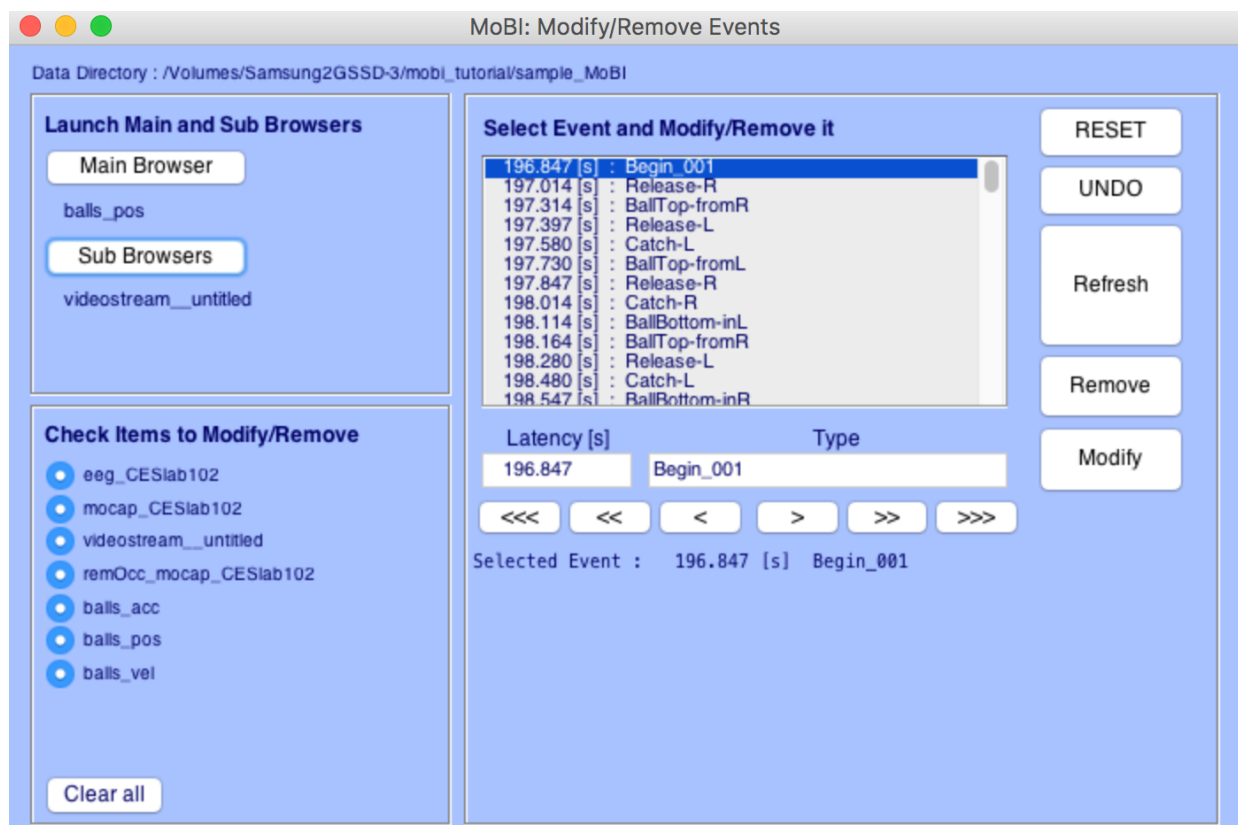 MoBI: Modify/Remove Events
Data Directory : /Volumes/Samsung2GSSD-3/mobi_tutorial/sample_MoBI
Launch Main and Sub Browsers
Main Browser
balls_pos
Sub Browsers
videostream__untitled
Check Items to Modify/Remove
eeg_CESlab102
mocap_CESlab102
videostream__untitled
remOcc_mocap_CESlab102
balls_acc
balls_pos
balls_vel
Clear all
Select Event and Modify/Remove it
196.847 [s] : Begin_001
197.014 [s] : Release-R
197.314 [s] : BallTop-fromR
197.397 [s] : Release-L
197.580 [s] : Catch-L
197.730 [s] : BallTop-fromL
197.847 [s] : Release-R
198.014 [s] : Catch-R
198.114 [s] : BallBottom-inL
198.164 [s] : BallTop-fromR
198.280 [s] : Release-L
198.480 [s] : Catch-L
198.547 [s] : BallBottom-inR
Latency [s] Type
196.847 Begin_001
<<< << < > >> >>>
Selected Event : 196.847 [s] Begin_001
RESET
UNDO
Refresh
Remove
Modify